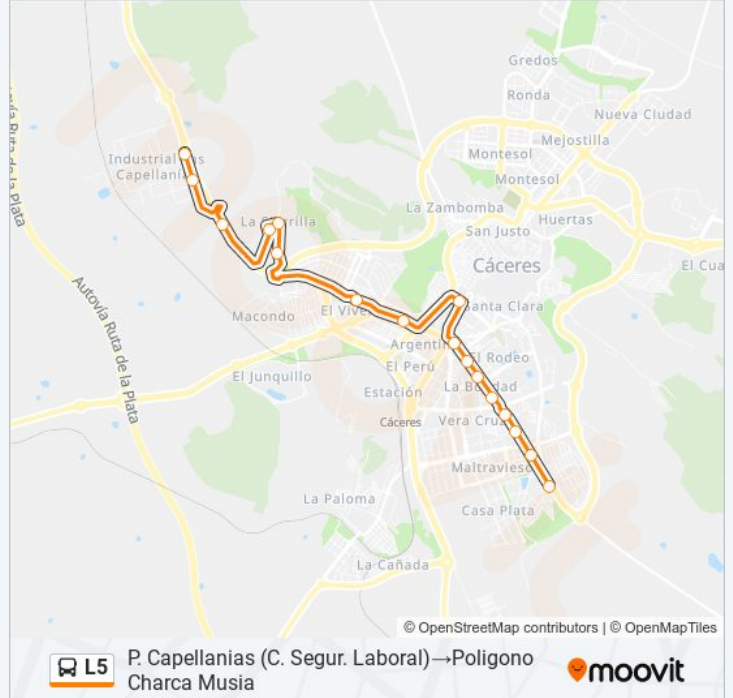 Gredos
Ronda
Nueva Ciudad
Mejostilla
Montesol
Montesol
La Zambomba
Huertas
San Justo
Cáceres
El Cua
Santa Clara
Capellan
Macondo
El Vive
Argentin
El Rodeo
El Perú
El Junquillo
Estación
Cáceres
Vera Cruz
Maltravieso
La Paloma
Casa Plata
La Cañada
Autovía Ruta de la Plata
Ruta de la Plata
© OpenStreetMap contributors | © OpenMapTiles
L5
P. Capellanias (C. Segur. Laboral)→Poligono
Charca Musia
moovit